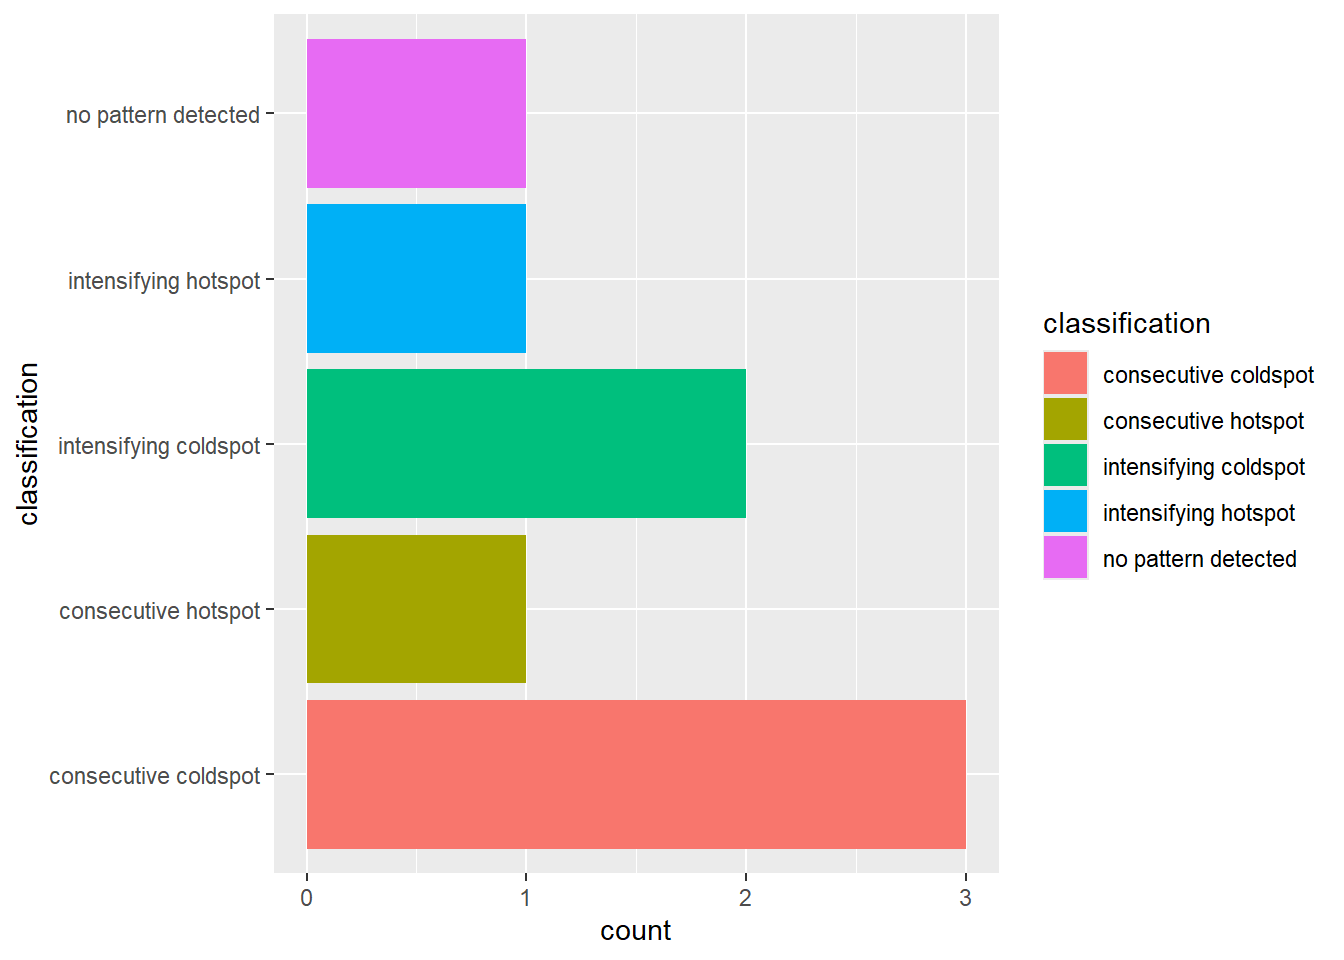 classification
no pattern detected
intensifying hotspot
intensifying coldspot
consecutive hotspot
consecutive coldspot
0 1 2 3
count
classification
consecutive coldspot
consecutive hotspot
intensifying coldspot
intensifying hotspot
no pattern detected